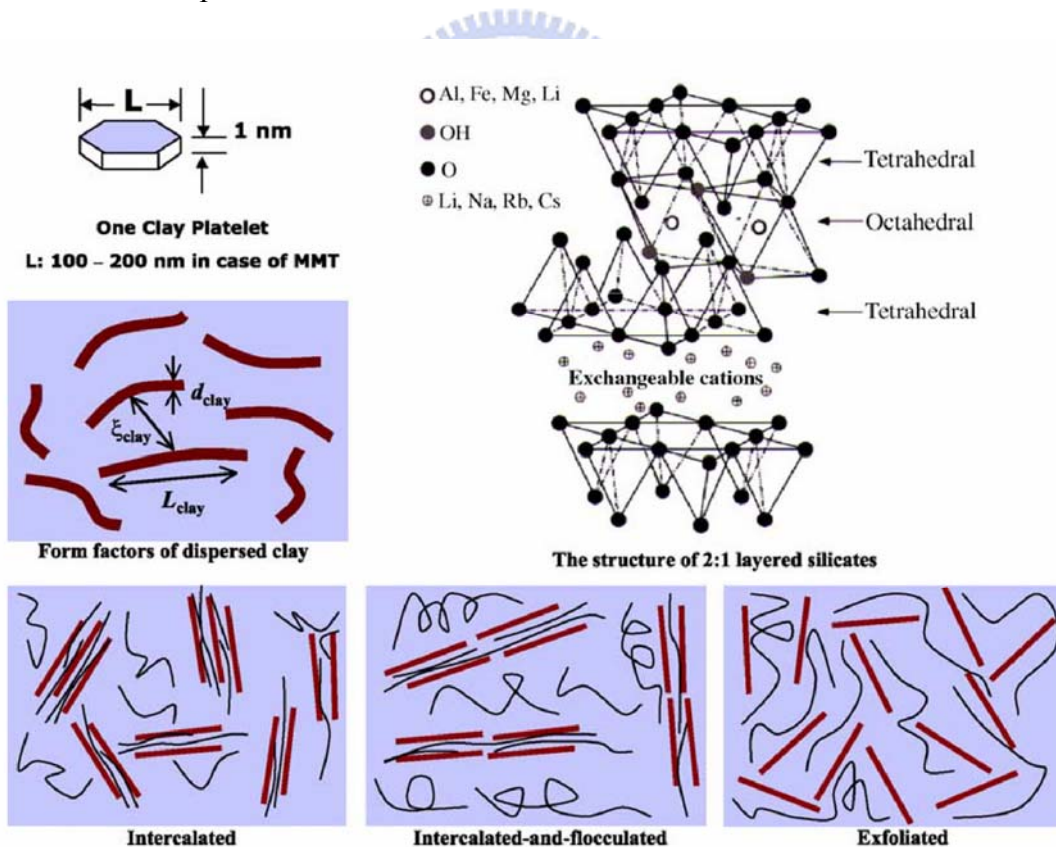 L
1 nm
One Clay Platelet
L: 100 – 200 nm in case of MMT
Al, Fe, Mg, Li
OH
O
Li, Na, Rb, Cs
Tetrahedral
Octahedral
Tetrahedral
Exchangeable cations
The structure of 2:1 layered silicates
d clay
ξ clay
L clay
Form factors of dispersed clay
Intercalated
Intercalated-and-flocculated
Exfoliated